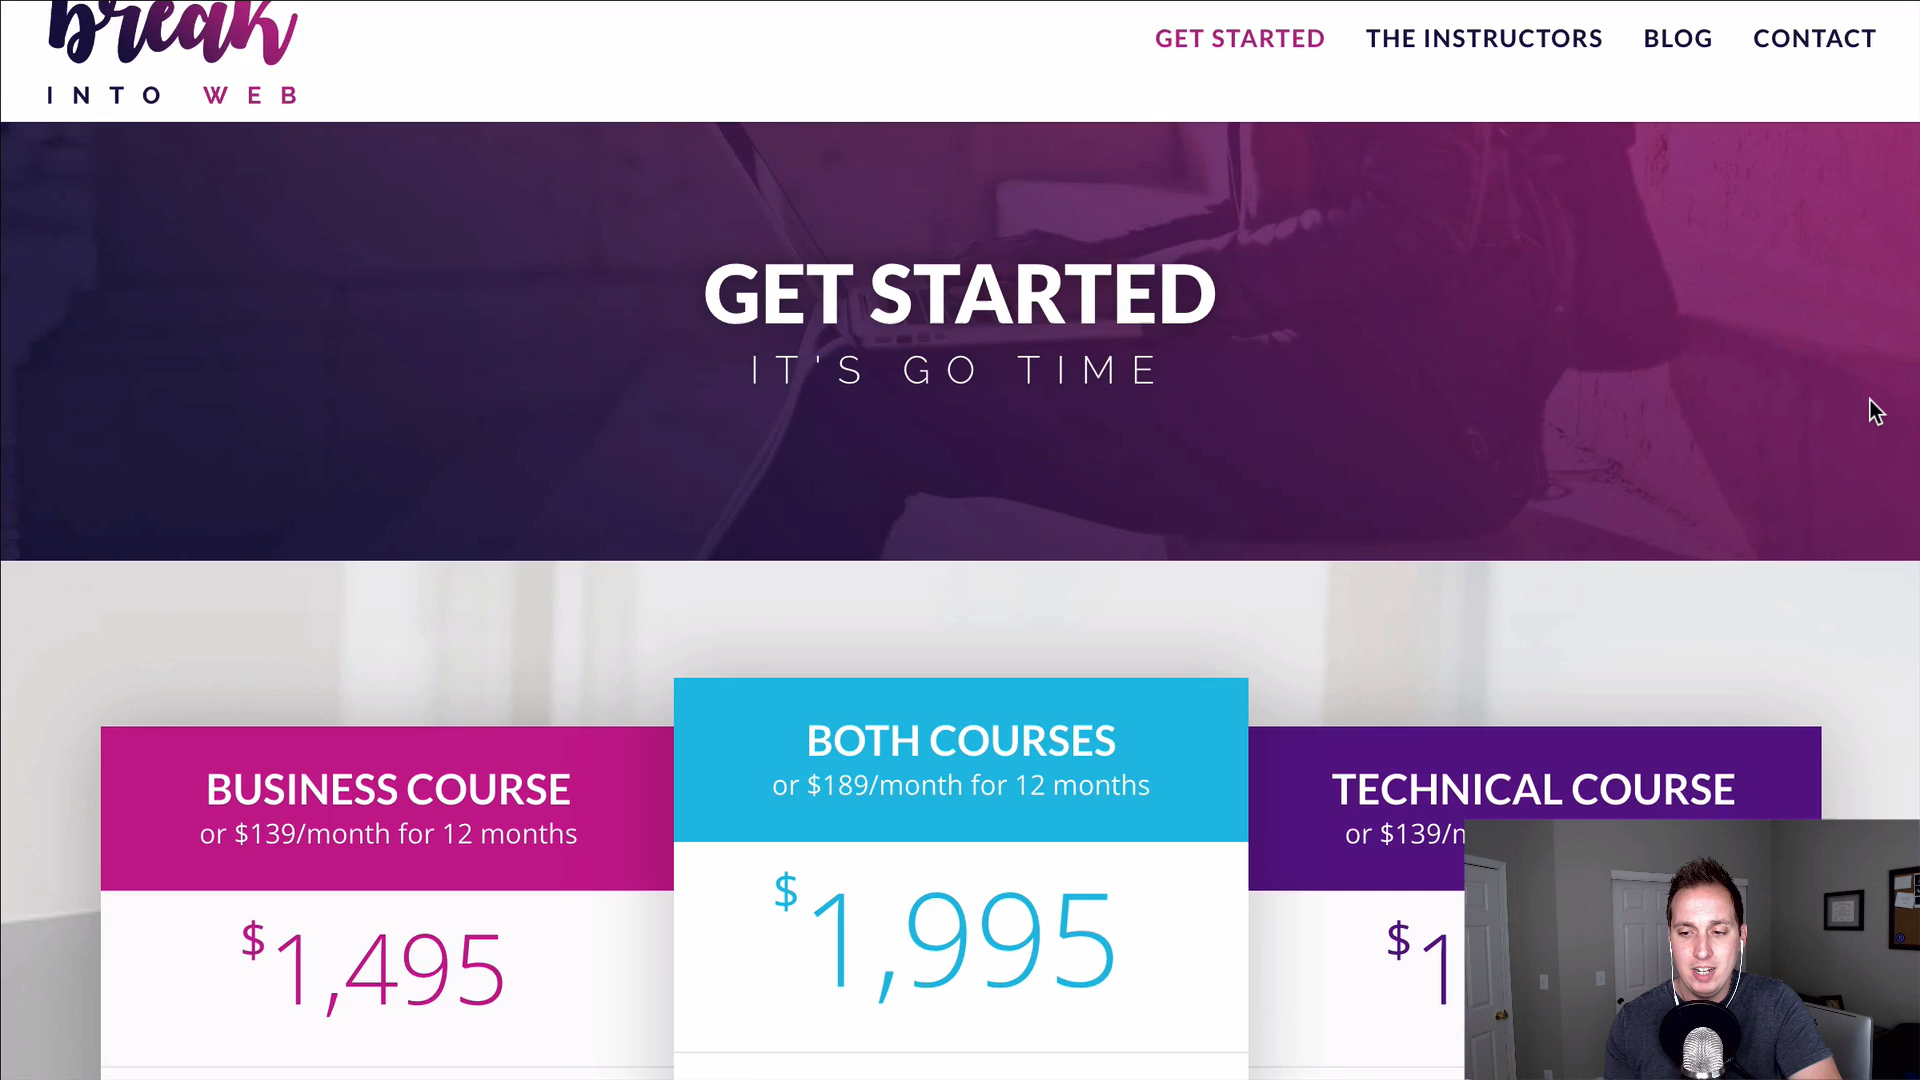 break
INTO WEB
GET STARTED THE INSTRUCTORS BLOG CONTACT
GET STARTED
IT'S GO TIME
BUSINESS COURSE
or $139/month for 12 months
$1,495
BOTH COURSES
or $189/month for 12 months
$1,995
TECHNICAL COURSE
or $139/
$1